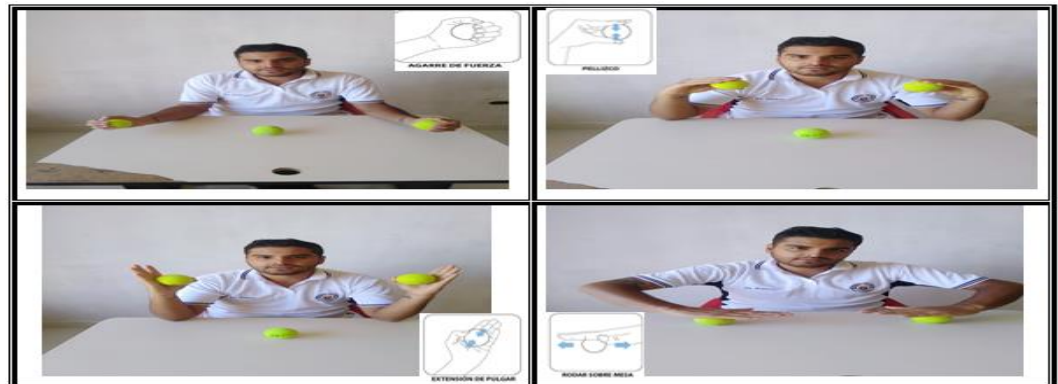 AGARRE DE FUERZA
PELLIZCO
EXTENSIÓN DE PULGAR
RODAR SOBRE MESA